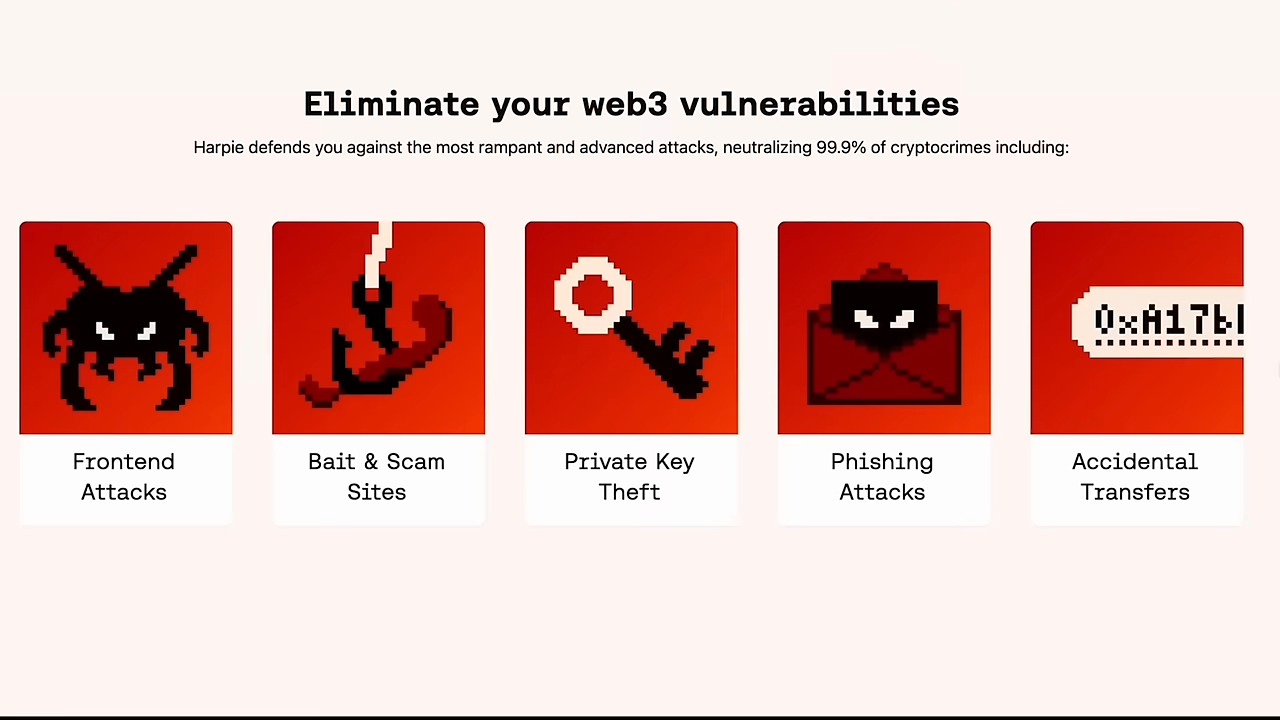 Eliminate your web3 vulnerabilities
Harpie defends you against the most rampant and advanced attacks, neutralizing 99.9% of cryptocrimes including:
0xA17b
Frontend
Attacks
Bait & Scam
Sites
Private Key
Theft
Phishing
Attacks
Accidental
Transfers